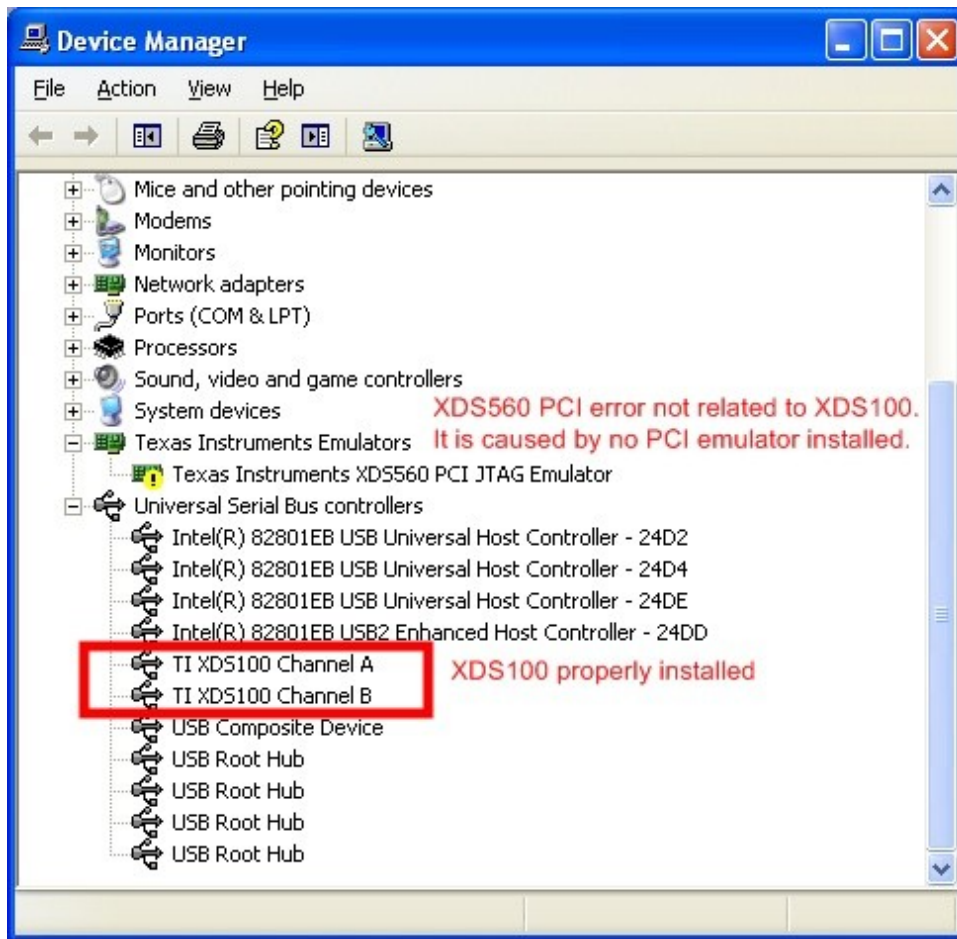 Device Manager
File Action View Help
Mice and other pointing devices
Modems
Monitors
Network adapters
Ports (COM & LPT)
Processors
Sound, video and game controllers
System devices
XDS560 PCI error not related to XDS100.
It is caused by no PCI emulator installed.
Texas Instruments Emulators
Texas Instruments XDS560 PCI JTAG Emulator
Universal Serial Bus controllers
Intel(R) 82801EB USB Universal Host Controller - 24D2
Intel(R) 82801EB USB Universal Host Controller - 24D4
Intel(R) 82801EB USB Universal Host Controller - 24DE
Intel(R) 82801EB USB2 Enhanced Host Controller - 24DD
TI XDS100 Channel A
TI XDS100 Channel B
XDS100 properly installed
USB Composite Device
USB Root Hub
USB Root Hub
USB Root Hub
USB Root Hub